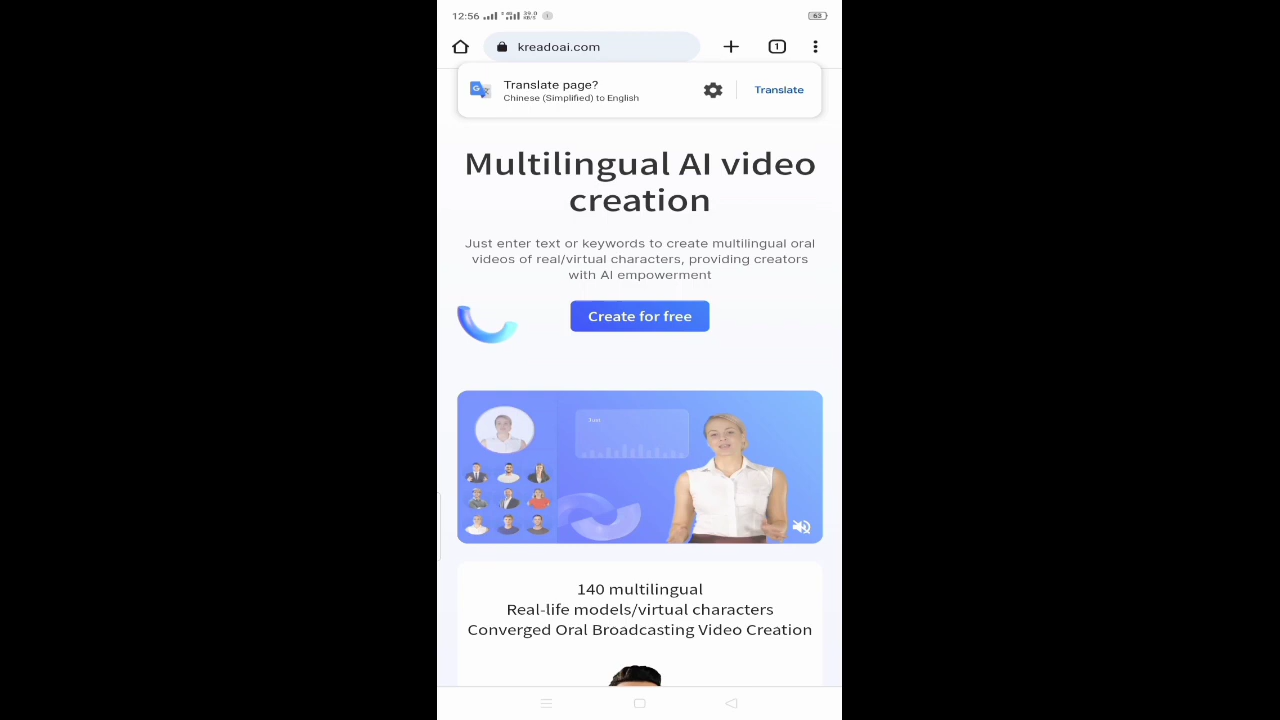 12:56
63
kreadoai.com
1
Translate page?
Chinese (Simplified) to English
Translate
Multilingual AI video
creation
Just enter text or keywords to create multilingual oral
videos of real/virtual characters, providing creators
with AI empowerment
Create for free
140 multilingual
Real-life models/virtual characters
Converged Oral Broadcasting Video Creation